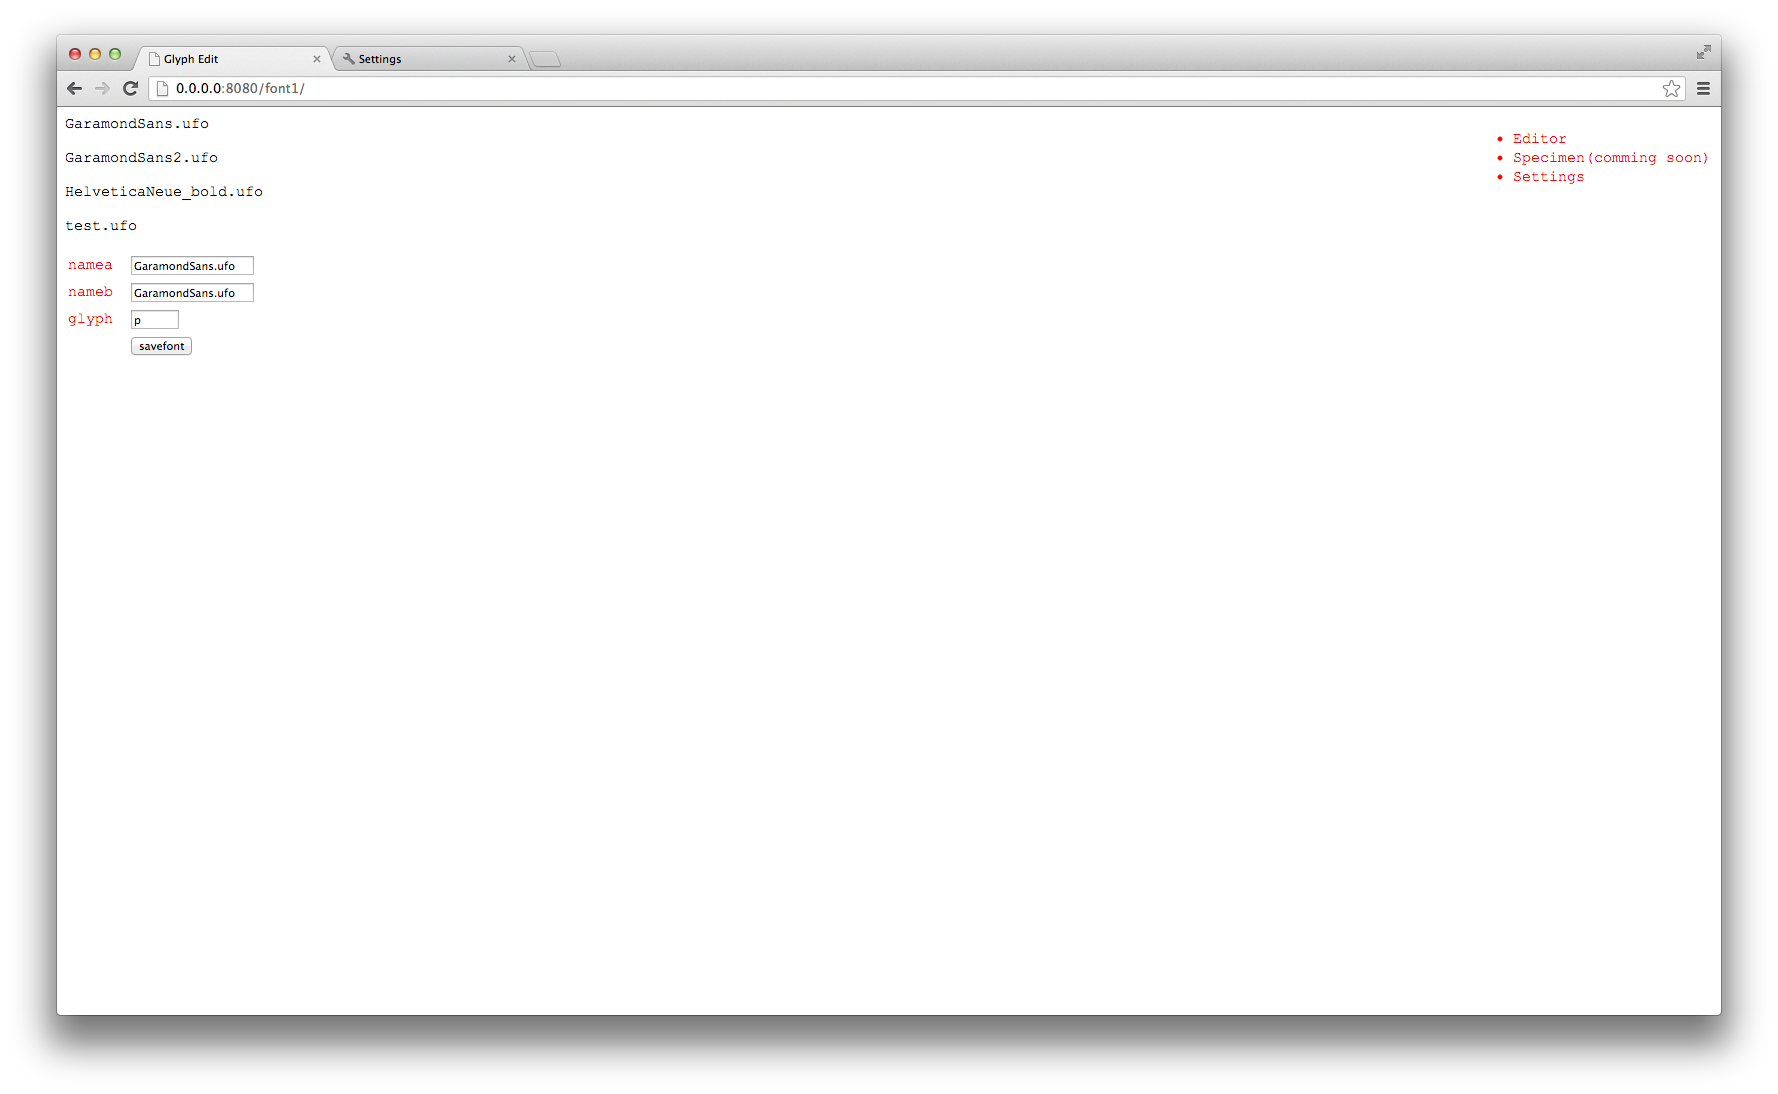 Glyph Edit
Settings
0.0.0.0:8080/font1/
GaramondSans.ufo
GaramondSans2.ufo
HelveticaNeue_bold.ufo
test.ufo
Editor
Specimen(comming soon)
Settings
namea GaramondSans.ufo
nameb GaramondSans.ufo
glyph p
savefont